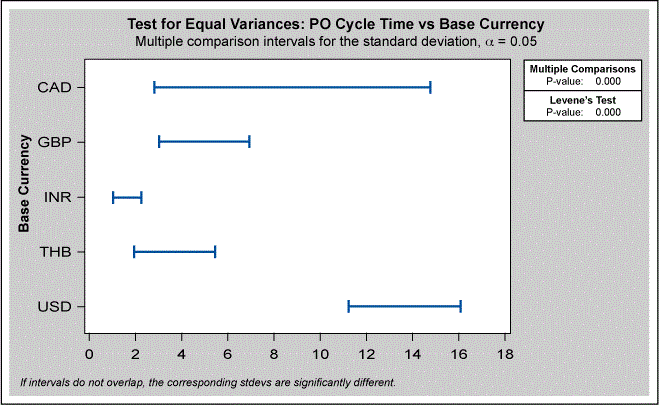 Test for Equal Variances: PO Cycle Time vs Base Currency
Multiple comparison intervals for the standard deviation, α = 0.05
Multiple Comparisons
P-value: 0.000
Levene's Test
P-value: 0.000
Base Currency
CAD
GBP
INR
THB
USD
0 2 4 6 8 10 12 14 16 18
If intervals do not overlap, the corresponding stdevs are significantly different.